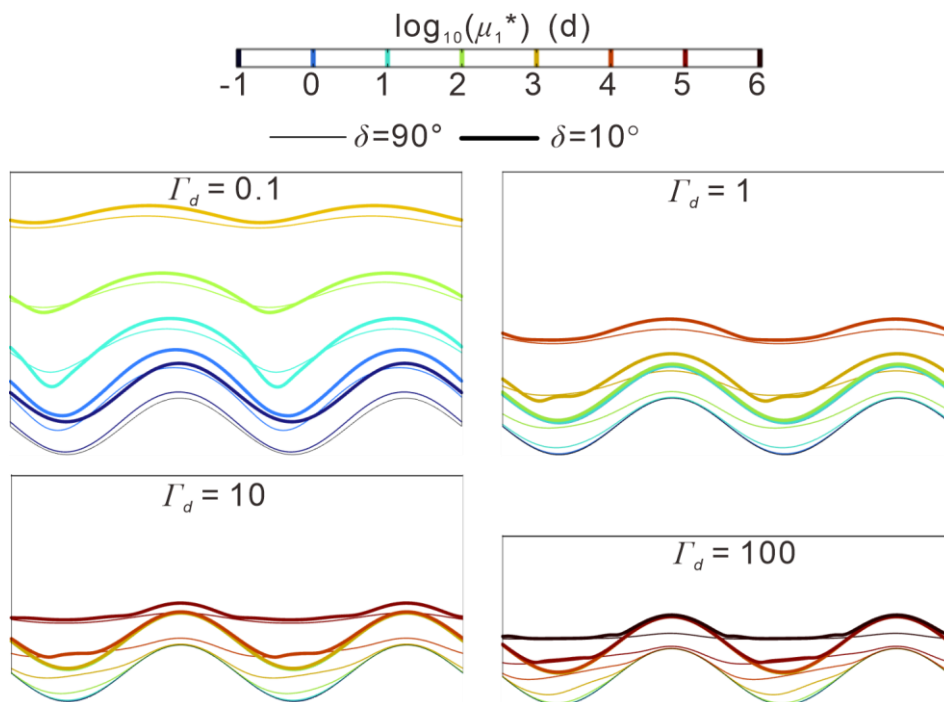 log₁₀(μ₁*) (d)
-1 0 1 2 3 4 5 6
δ=90° δ=10°
Γd = 0.1
Γd = 1
Γd = 10
Γd = 100